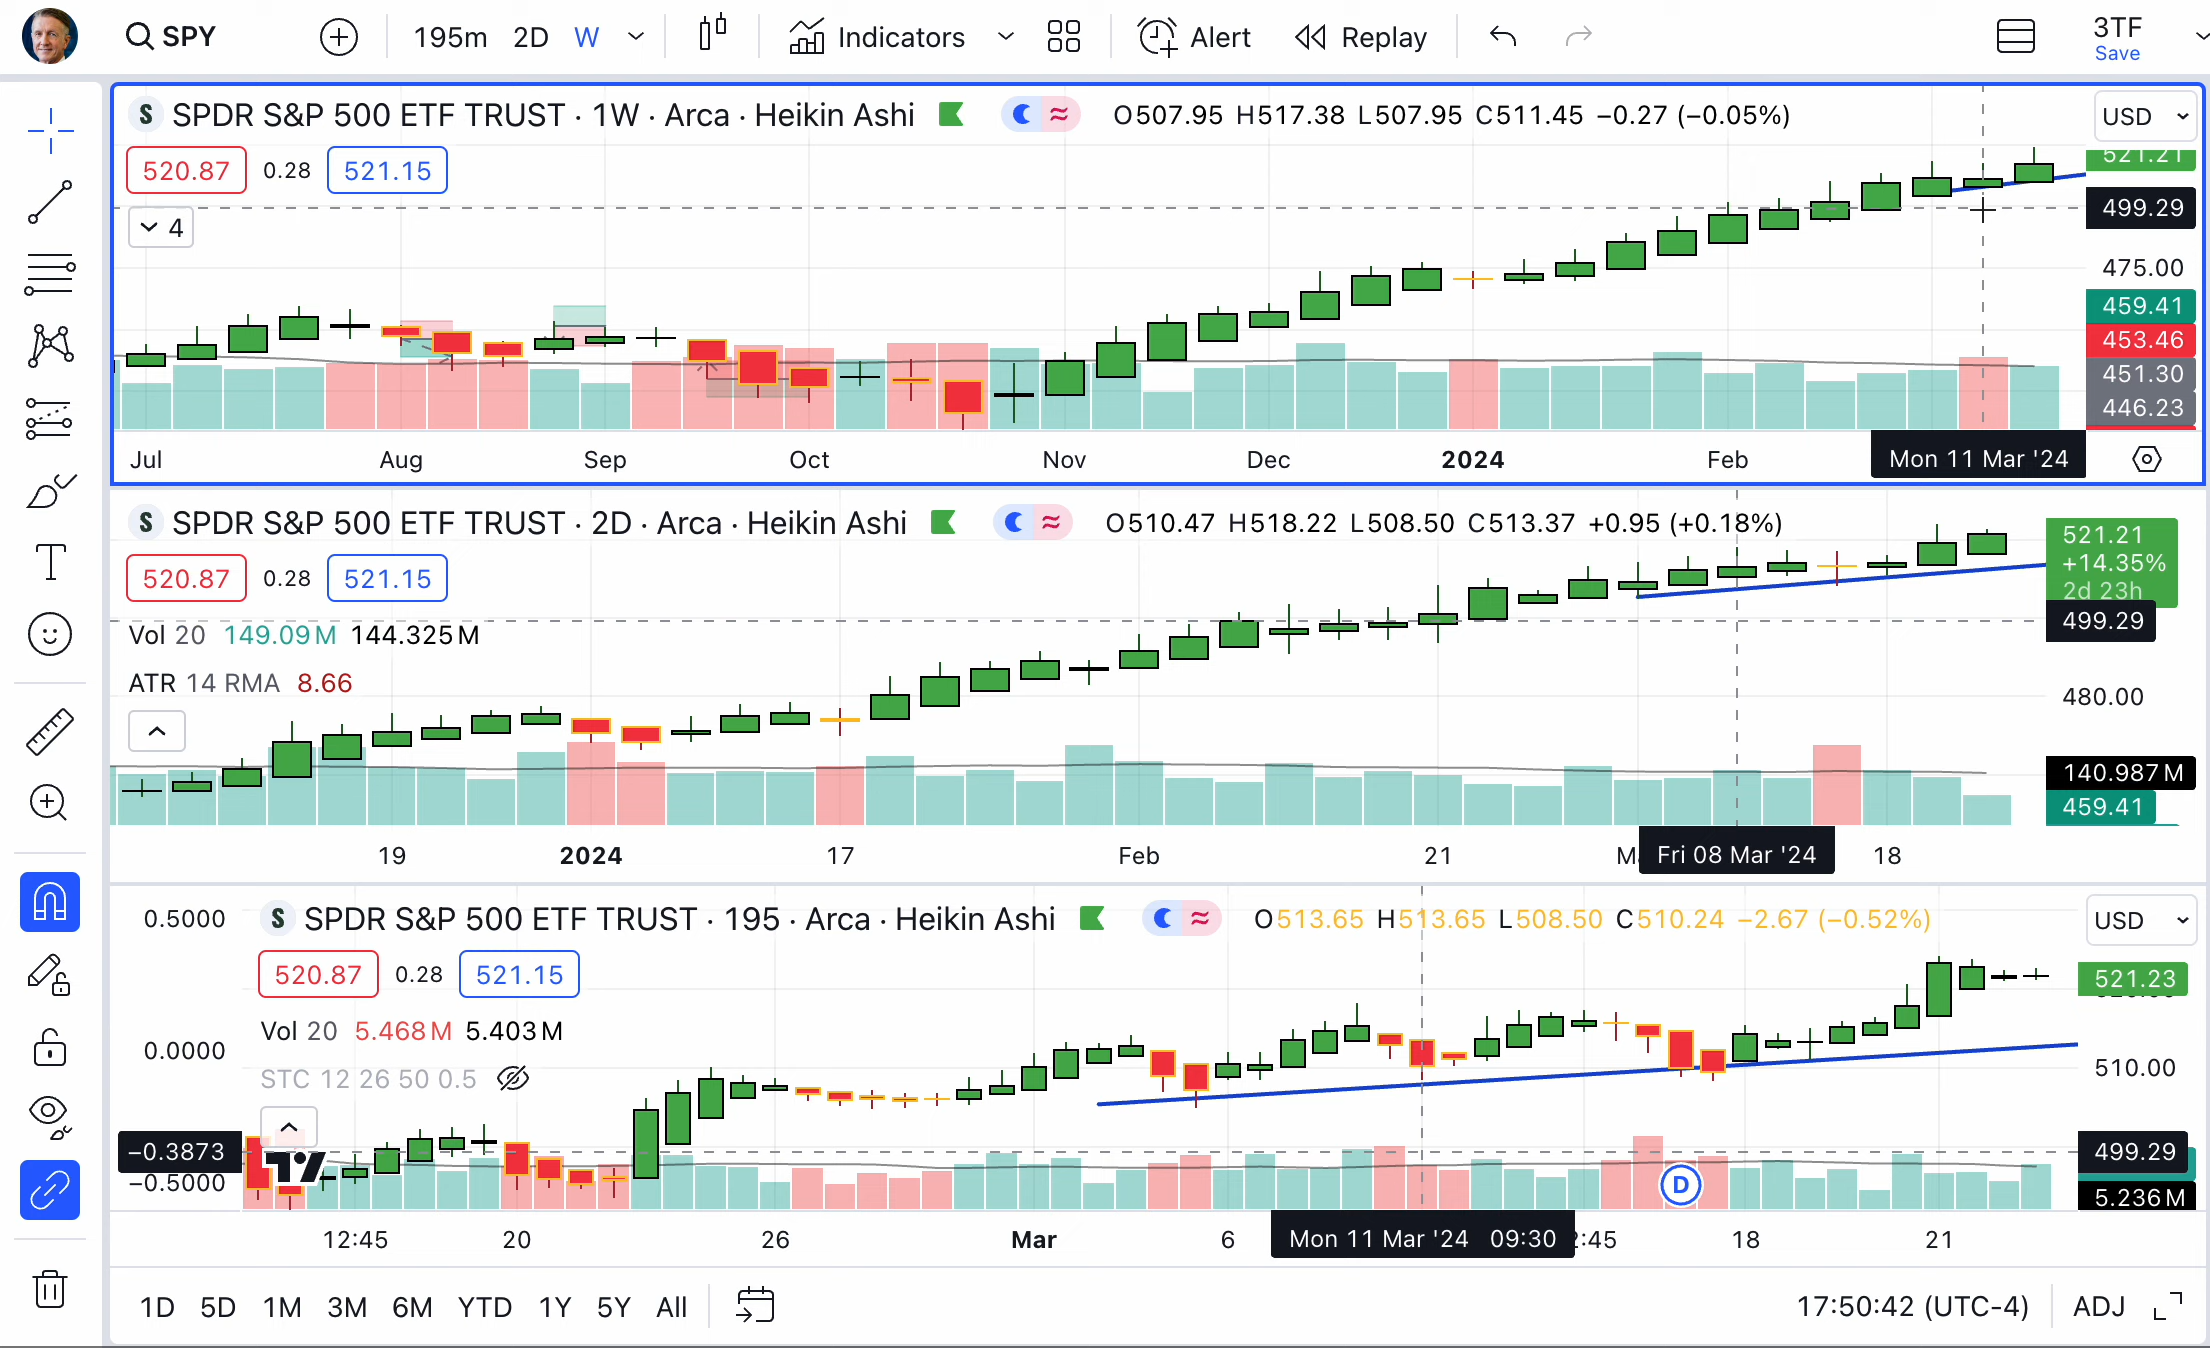 SPY 195m 2D W Indicators Alert Replay 3TF
Save
S SPDR S&P 500 ETF TRUST · 1W · Arca · Heikin Ashi O507.95 H517.38 L507.95 C511.45 −0.27 (−0.05%) USD
520.87 0.28 521.15
521.21
4
499.29
475.00
459.41
453.46
451.30
446.23
Jul Aug Sep Oct Nov Dec 2024 Feb Mon 11 Mar '24
S SPDR S&P 500 ETF TRUST · 2D · Arca · Heikin Ashi O510.47 H518.22 L508.50 C513.37 +0.95 (+0.18%)
521.21
+14.35%
2d 23h
520.87 0.28 521.15
499.29
Vol 20 149.09M 144.325M
ATR 14 RMA 8.66
480.00
140.987M
459.41
19 2024 17 Feb 21 Fri 08 Mar '24 18
0.5000 S SPDR S&P 500 ETF TRUST · 195 · Arca · Heikin Ashi O513.65 H513.65 L508.50 C510.24 −2.67 (−0.52%) USD
520.87 0.28 521.15
521.23
Vol 20 5.468M 5.403M
0.0000
510.00
STC 12 26 50 0.5
−0.3873
499.29
−0.5000
D
5.236M
12:45 20 26 Mar 6 Mon 11 Mar '24 09:30 :45 18 21
1D 5D 1M 3M 6M YTD 1Y 5Y All 17:50:42 (UTC-4) ADJ